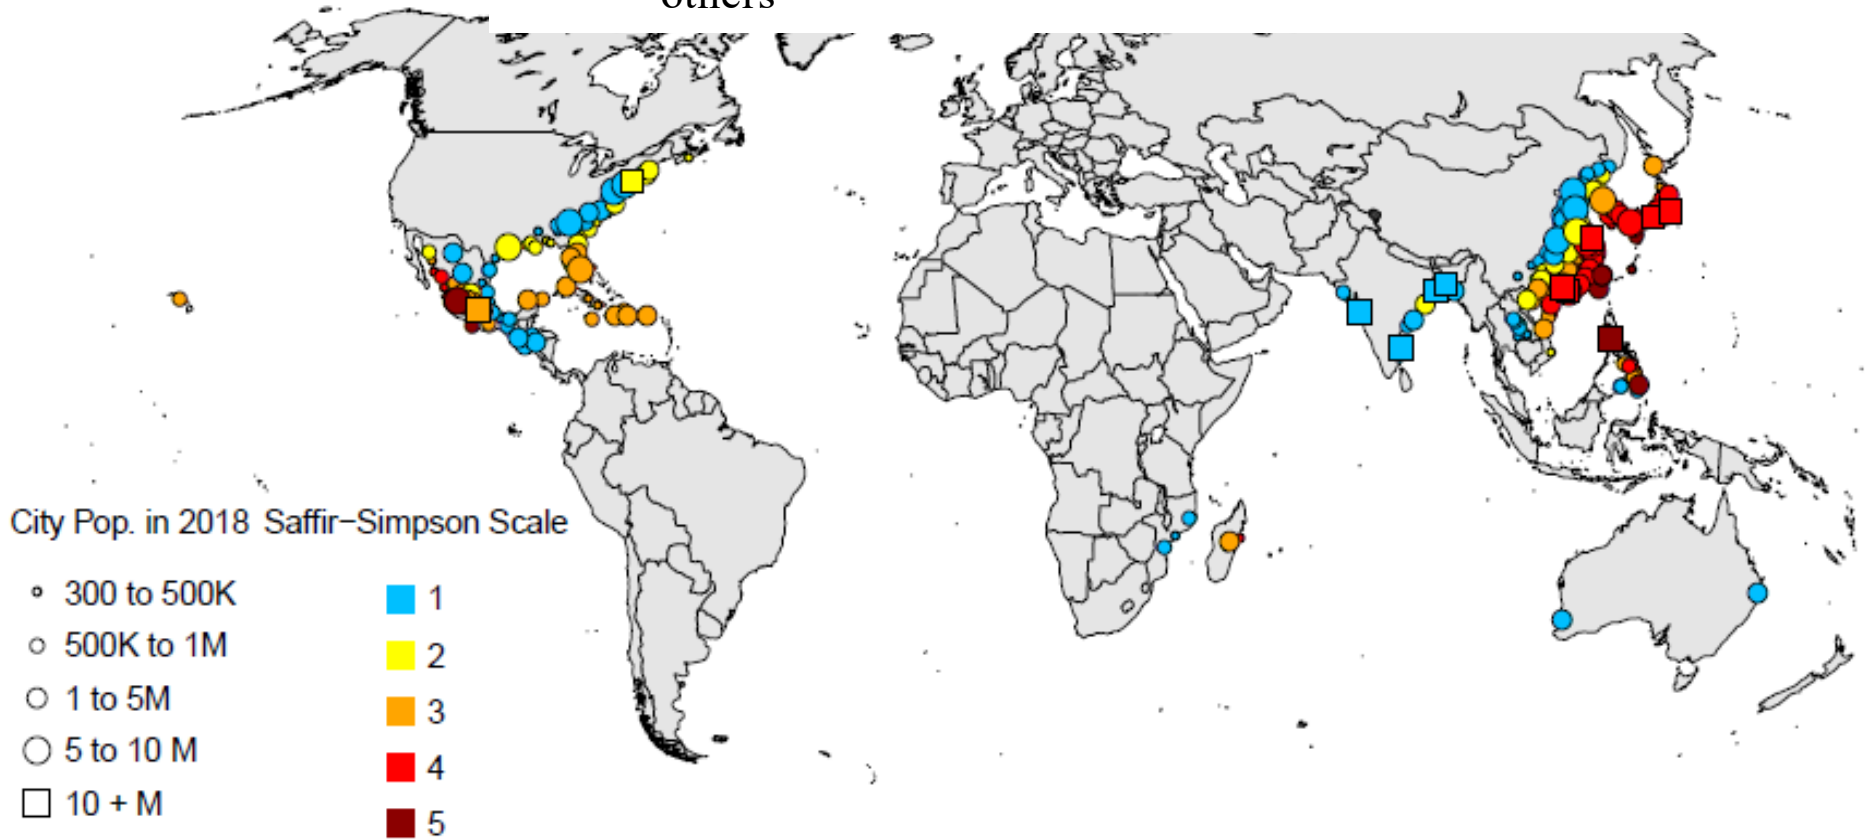 others
City Pop. in 2018 Saffir−Simpson Scale
300 to 500K
1
500K to 1M
2
1 to 5M
3
5 to 10 M
4
10 + M
5